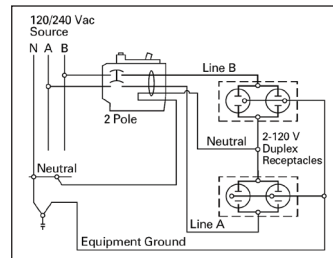 120/240 Vac
Source
N A B
2 Pole
Line B
Neutral
2-120 V
Duplex
Receptacles
Neutral
Line A
Equipment Ground